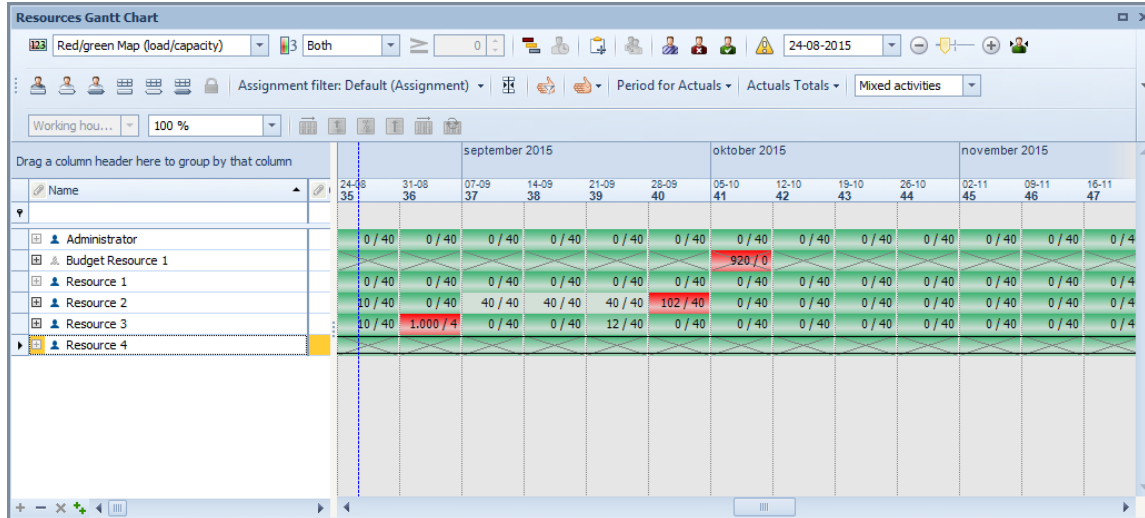 Resources Gantt Chart
123 Red/green Map (load/capacity) 3 Both 0 24-08-2015
Assignment filter: Default (Assignment) Period for Actuals Actuals Totals Mixed activities
Working hou... 100 %
Drag a column header here to group by that column september 2015 oktober 2015 november 2015
Name 24-08 31-08 07-09 14-09 21-09 28-09 05-10 12-10 19-10 26-10 02-11 09-11 16-11
35 36 37 38 39 40 41 42 43 44 45 46 47
Administrator 0 / 40 0 / 40 0 / 40 0 / 40 0 / 40 0 / 40 0 / 40 0 / 40 0 / 40 0 / 40 0 / 40 0 / 40 0 / 4
Budget Resource 1 920 / 0
Resource 1 0 / 40 0 / 40 0 / 40 0 / 40 0 / 40 0 / 40 0 / 40 0 / 40 0 / 40 0 / 40 0 / 40 0 / 40 0 / 4
Resource 2 10 / 40 0 / 40 40 / 40 40 / 40 40 / 40 102 / 40 0 / 40 0 / 40 0 / 40 0 / 40 0 / 40 0 / 40 0 / 4
Resource 3 10 / 40 1.000 / 4 0 / 40 0 / 40 12 / 40 0 / 40 0 / 40 0 / 40 0 / 40 0 / 40 0 / 40 0 / 40 0 / 4
Resource 4